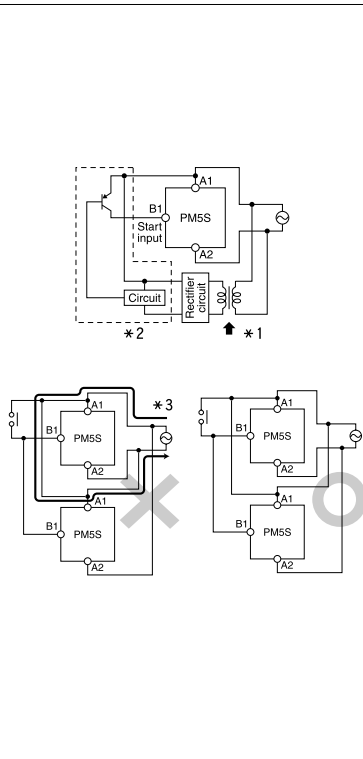 A1
B1
PM5S
Start
input
A2
Circuit
Rectifier
circuit
*2
*1
*3
A1
B1
PM5S
A2
A1
B1
PM5S
A2
A1
B1
PM5S
A2
A1
B1
PM5S
A2